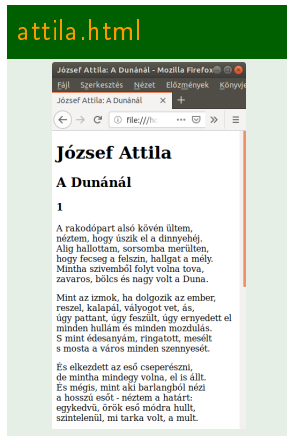 attila.html
József Attila: A Dunánál - Mozilla Firefox
Fájl Szerkesztés Nézet Előzmények Könyvje
József Attila: A Dunánál × +
file:///h
József Attila
A Dunánál
1
A rakodópart alsó kövén ültem,
néztem, hogy úszik el a dinnyehéj.
Alig hallottam, sorsomba merülten,
hogy fecseg a felszin, hallgat a mély.
Mintha szivemből folyt volna tova,
zavaros, bölcs és nagy volt a Duna.
Mint az izmok, ha dolgozik az ember,
reszel, kalapál, vályogot vet, ás,
úgy pattant, úgy feszült, úgy ernyedett el
minden hullám és minden mozdulás.
S mint édesanyám, ringatott, mesélt
s mosta a város minden szennyesét.
És elkezdett az eső cseperészni,
de mintha mindegy volna, el is állt.
És mégis, mint aki barlangból nézi
a hosszú esőt - néztem a határt:
egykedvü, örök eső módra hullt,
szintelenül, mi tarka volt, a mult.